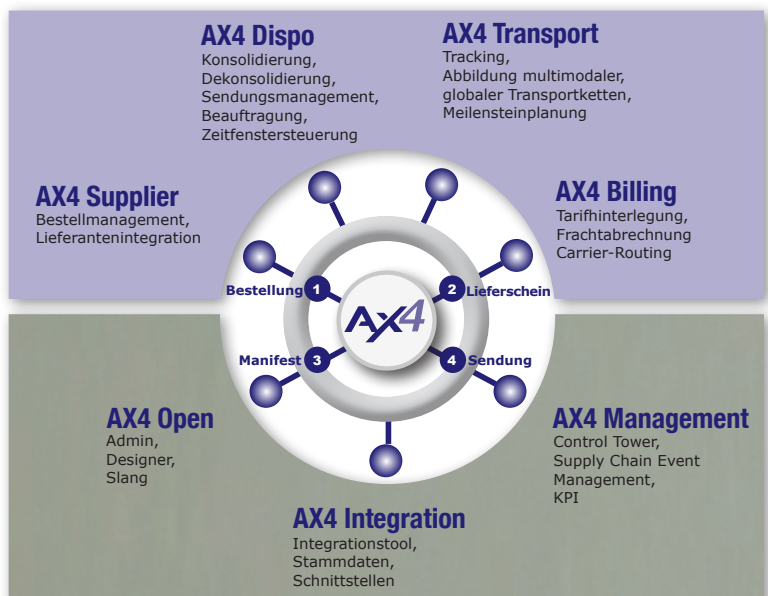 AX4 Dispo
Konsolidierung,
Dekonsolidierung,
Sendungsmanagement,
Beauftragung,
Zeitfenstersteuerung
AX4 Transport
Tracking,
Abbildung multimodaler,
globaler Transportketten,
Meilensteinplanung
AX4 Supplier
Bestellmanagement,
Lieferantenintegration
AX4 Billing
Tarifhinterlegung,
Frachtabrechnung
Carrier-Routing
Bestellung 1
2 Lieferschein
AX4
Manifest 3
4 Sendung
AX4 Open
Admin,
Designer,
Slang
AX4 Management
Control Tower,
Supply Chain Event
Management,
KPI
AX4 Integration
Integrationstool,
Stammdaten,
Schnittstellen